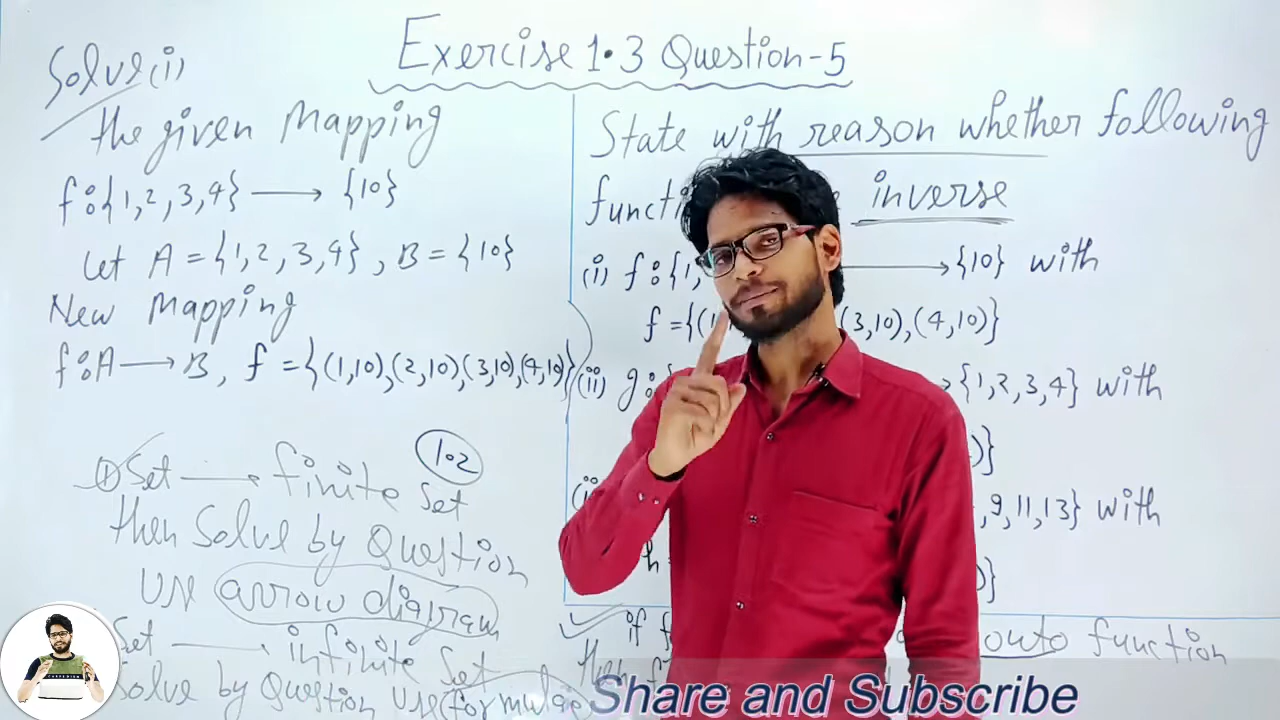 Exercise 1.3 Question-5
Solve (i)
the given Mapping
f:{1,2,3,4} → {10}
Let A = {1,2,3,4}, B = {10}
New Mapping
f:A → B, f = {(1,10),(2,10),(3,10),(4,10)}
1.2
① Set → finite Set
then Solve by Question
use arrow diagram
Set → infinite Set
Solve by Question use (formula
State with reason whether following
inverse
(i) f:{1, → {10} with
f = {(1 (3,10),(4,10)}
(ii) g: → {1,2,3,4} with
)}
,9,11,13} with
h = )}
if f onto function
then f
Share and Subscribe